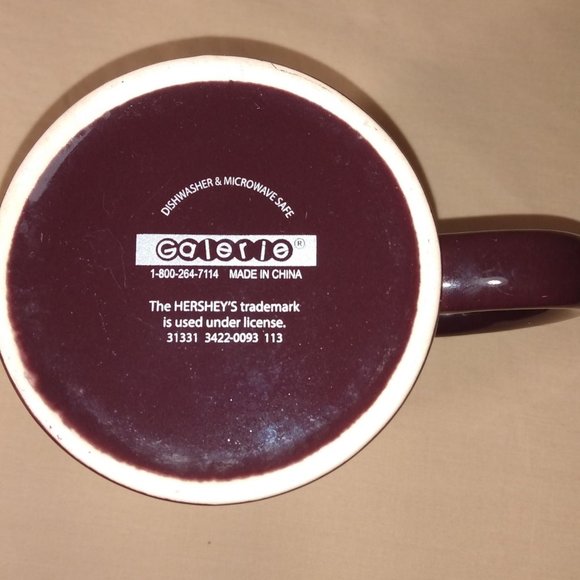 DISHWASHER & MICROWAVE SAFE
Galerie®
1-800-264-7114 MADE IN CHINA
The HERSHEY'S trademark
is used under license.
31331 3422-0093 113